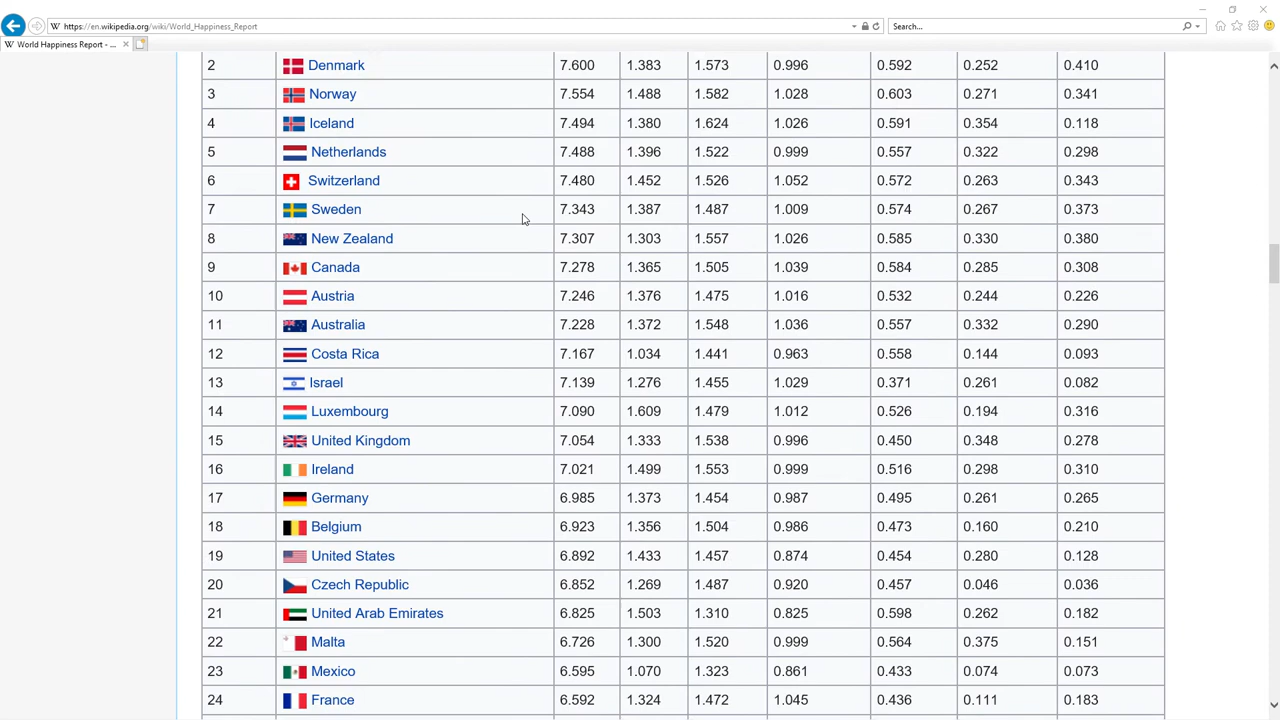 https://en.wikipedia.org/wiki/World_Happiness_Report
Search...
World Happiness Report - ...
2 Denmark 7.600 1.383 1.573 0.996 0.592 0.252 0.410
3 Norway 7.554 1.488 1.582 1.028 0.603 0.271 0.341
4 Iceland 7.494 1.380 1.624 1.026 0.591 0.354 0.118
5 Netherlands 7.488 1.396 1.522 0.999 0.557 0.322 0.298
6 Switzerland 7.480 1.452 1.526 1.052 0.572 0.263 0.343
7 Sweden 7.343 1.387 1.487 1.009 0.574 0.267 0.373
8 New Zealand 7.307 1.303 1.557 1.026 0.585 0.330 0.380
9 Canada 7.278 1.365 1.505 1.039 0.584 0.285 0.308
10 Austria 7.246 1.376 1.475 1.016 0.532 0.244 0.226
11 Australia 7.228 1.372 1.548 1.036 0.557 0.332 0.290
12 Costa Rica 7.167 1.034 1.441 0.963 0.558 0.144 0.093
13 Israel 7.139 1.276 1.455 1.029 0.371 0.261 0.082
14 Luxembourg 7.090 1.609 1.479 1.012 0.526 0.194 0.316
15 United Kingdom 7.054 1.333 1.538 0.996 0.450 0.348 0.278
16 Ireland 7.021 1.499 1.553 0.999 0.516 0.298 0.310
17 Germany 6.985 1.373 1.454 0.987 0.495 0.261 0.265
18 Belgium 6.923 1.356 1.504 0.986 0.473 0.160 0.210
19 United States 6.892 1.433 1.457 0.874 0.454 0.280 0.128
20 Czech Republic 6.852 1.269 1.487 0.920 0.457 0.046 0.036
21 United Arab Emirates 6.825 1.503 1.310 0.825 0.598 0.262 0.182
22 Malta 6.726 1.300 1.520 0.999 0.564 0.375 0.151
23 Mexico 6.595 1.070 1.323 0.861 0.433 0.074 0.073
24 France 6.592 1.324 1.472 1.045 0.436 0.111 0.183